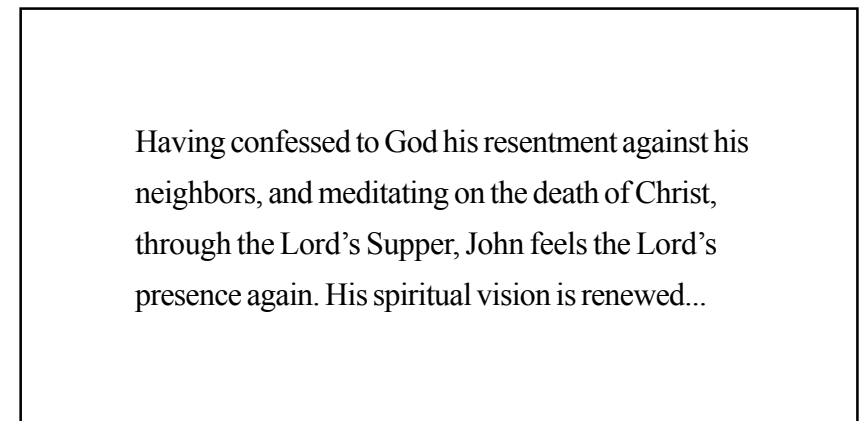 Having confessed to God his resentment against his
neighbors, and meditating on the death of Christ,
through the Lord’s Supper, John feels the Lord’s
presence again. His spiritual vision is renewed...